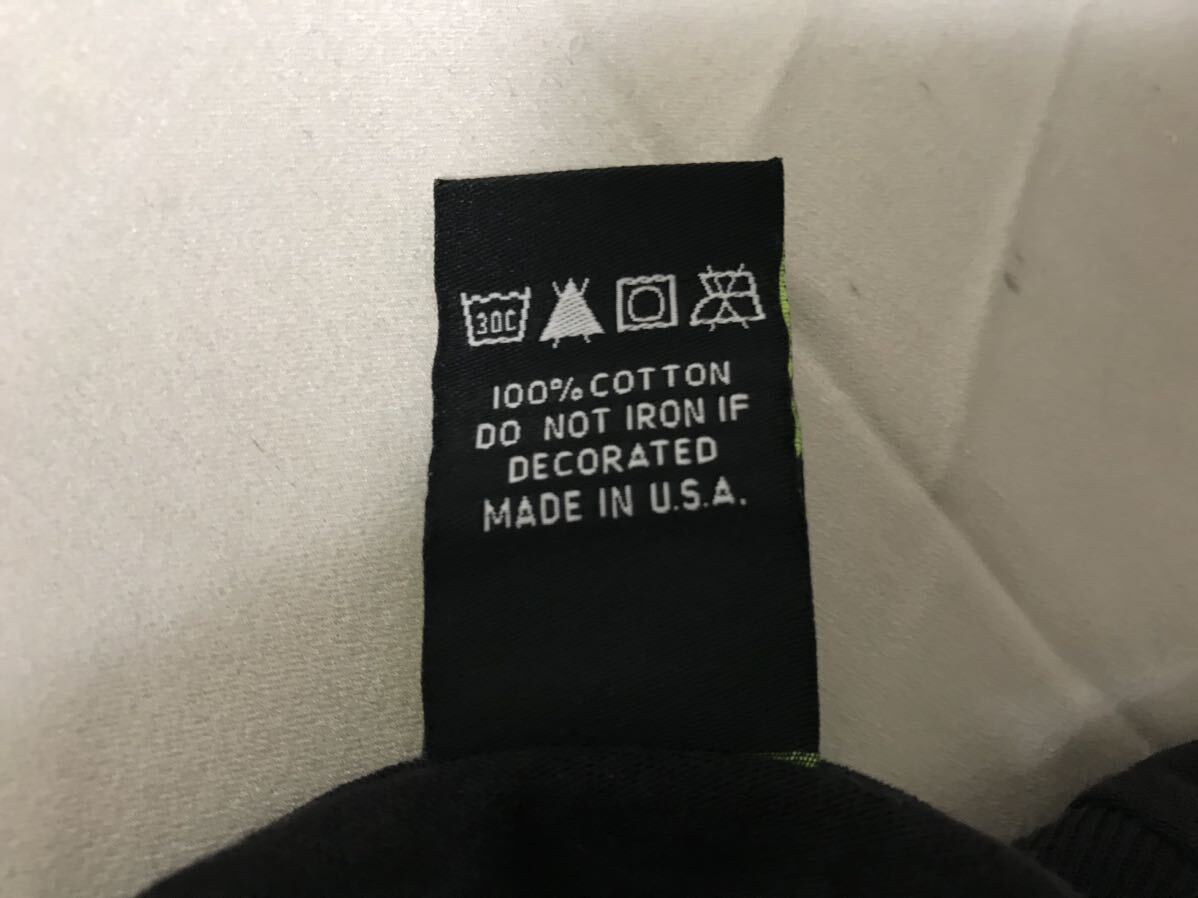 30C
100% COTTON
DO NOT IRON IF
DECORATED
MADE IN U.S.A.